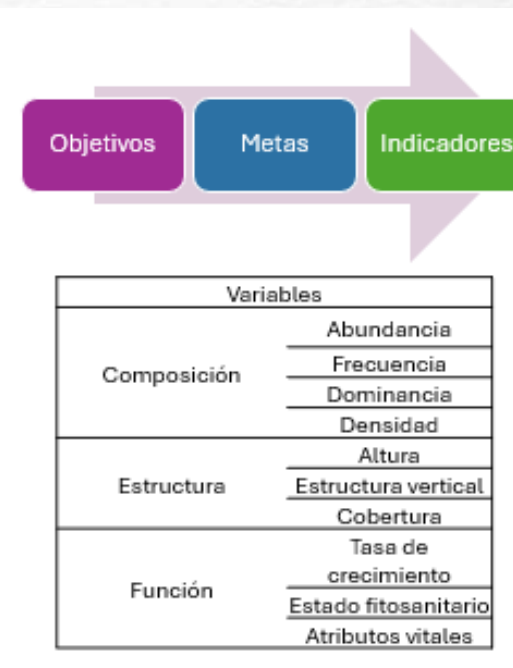 Objetivos
Metas
Indicadores
Variables
Composición
Abundancia
Frecuencia
Dominancia
Densidad
Estructura
Altura
Estructura vertical
Cobertura
Función
Tasa de
crecimiento
Estado fitosanitario
Atributos vitales